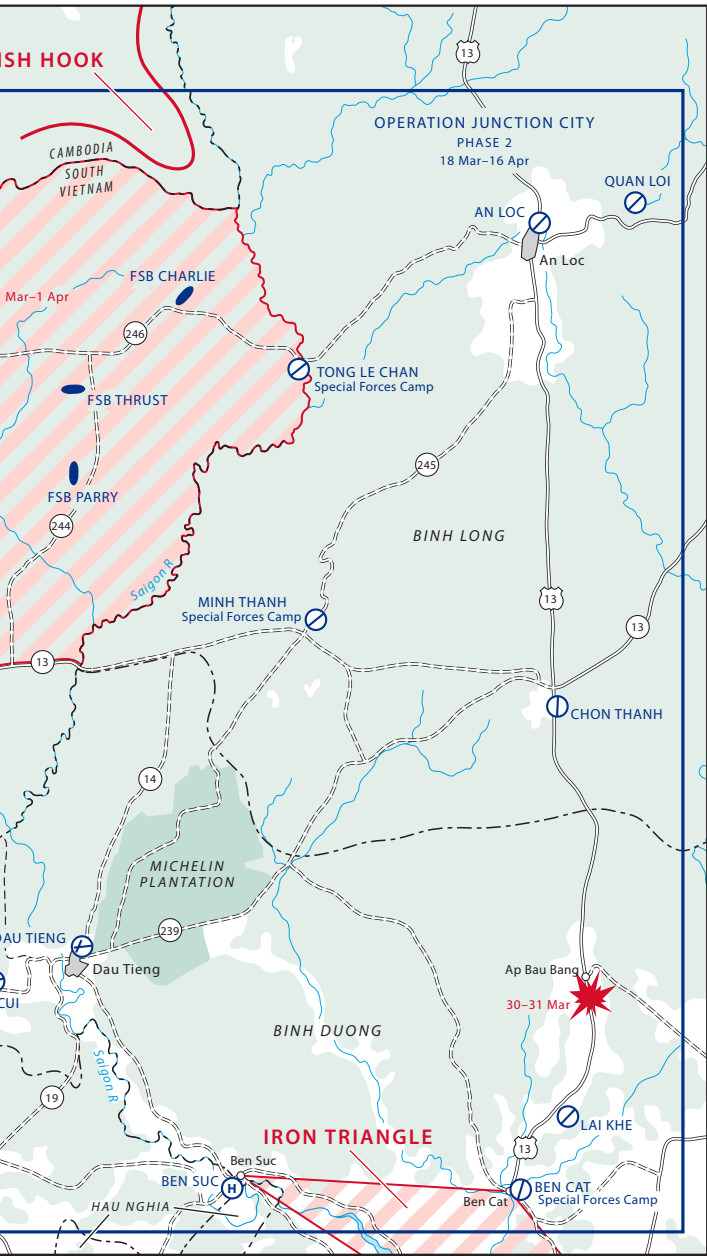 13
ISH HOOK
OPERATION JUNCTION CITY
PHASE 2
18 Mar–16 Apr
CAMBODIA
SOUTH
VIETNAM
QUAN LOI
AN LOC
An Loc
FSB CHARLIE
Mar–1 Apr
246
TONG LE CHAN
Special Forces Camp
FSB THRUST
245
FSB PARRY
244
BINH LONG
Saigon R
MINH THANH
Special Forces Camp
13
13
13
CHON THANH
14
MICHELIN
PLANTATION
239
DAU TIENG
Dau Tieng
CUI
Ap Bau Bang
30–31 Mar
BINH DUONG
Saigon R
19
LAI KHE
IRON TRIANGLE
13
Ben Suc
BEN SUC
H
BEN CAT
Special Forces Camp
Ben Cat
HAU NGHIA